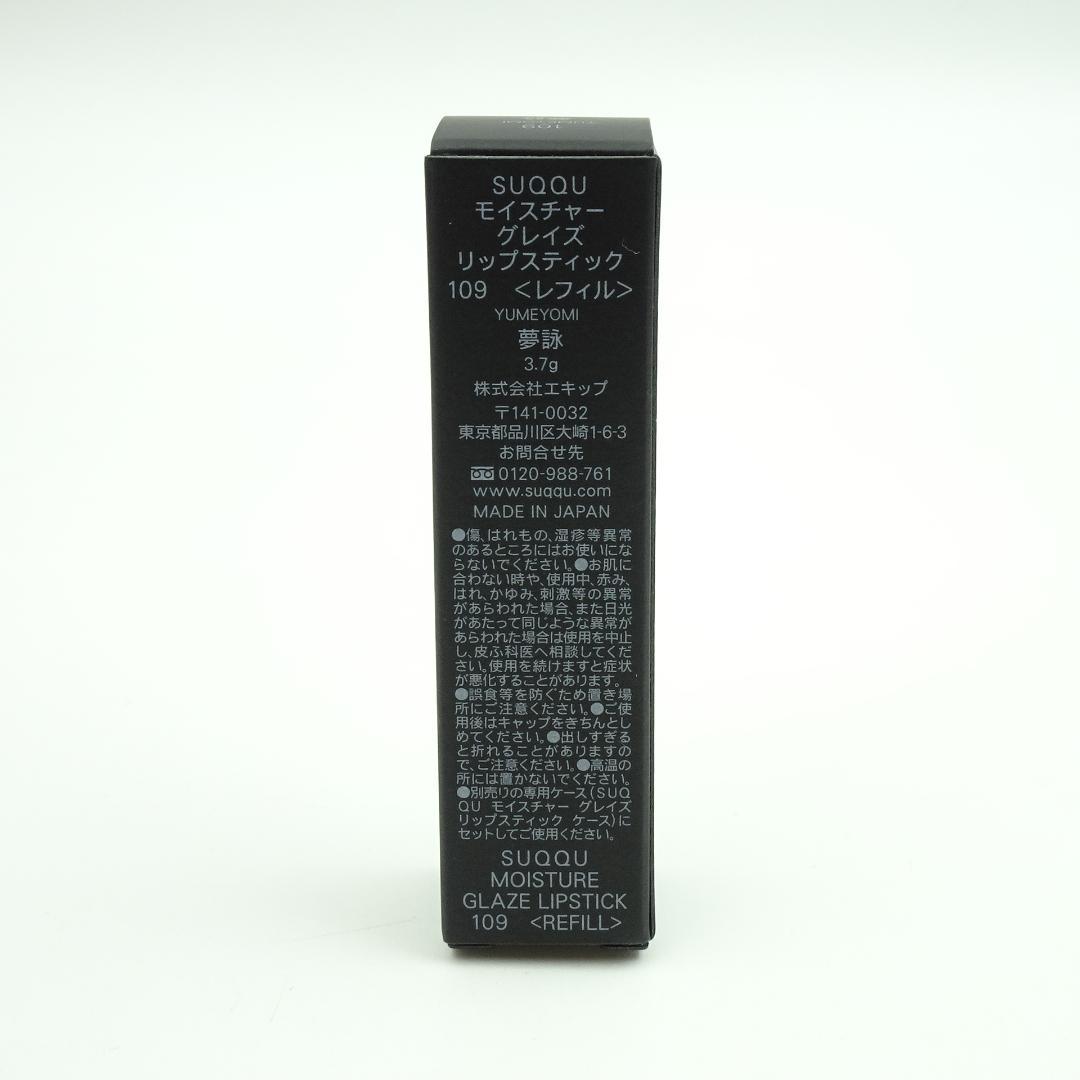 109
YUMEYOMI
SUQQU
モイスチャー
グレイズ
リップスティック
109 <レフィル>
YUMEYOMI
夢詠
3.7g
株式会社エキップ
〒141-0032
東京都品川区大崎1-6-3
お問合せ先
0120-988-761
www.suqqu.com
MADE IN JAPAN
●傷、はれもの、湿疹等異常
のあるところにはお使いにな
らないでください。●お肌に
合わない時や、使用中、赤み、
はれ、かゆみ、刺激等の異常
があらわれた場合、また日光
があたって同じような異常が
あらわれた場合は使用を中止
し、皮ふ科医へ相談してくだ
さい。使用を続けますと症状
が悪化することがあります。
●誤食等を防ぐため置き場
所にご注意ください。●ご使
用後はキャップをきちんとし
めてください。●出しすぎる
と折れることがありますの
で、ご注意ください。●高温の
所には置かないでください。
●別売りの専用ケース(SUQ
QU モイスチャー グレイズ
リップスティック ケース)に
セットしてご使用ください。
SUQQU
MOISTURE
GLAZE LIPSTICK
109 <REFILL>